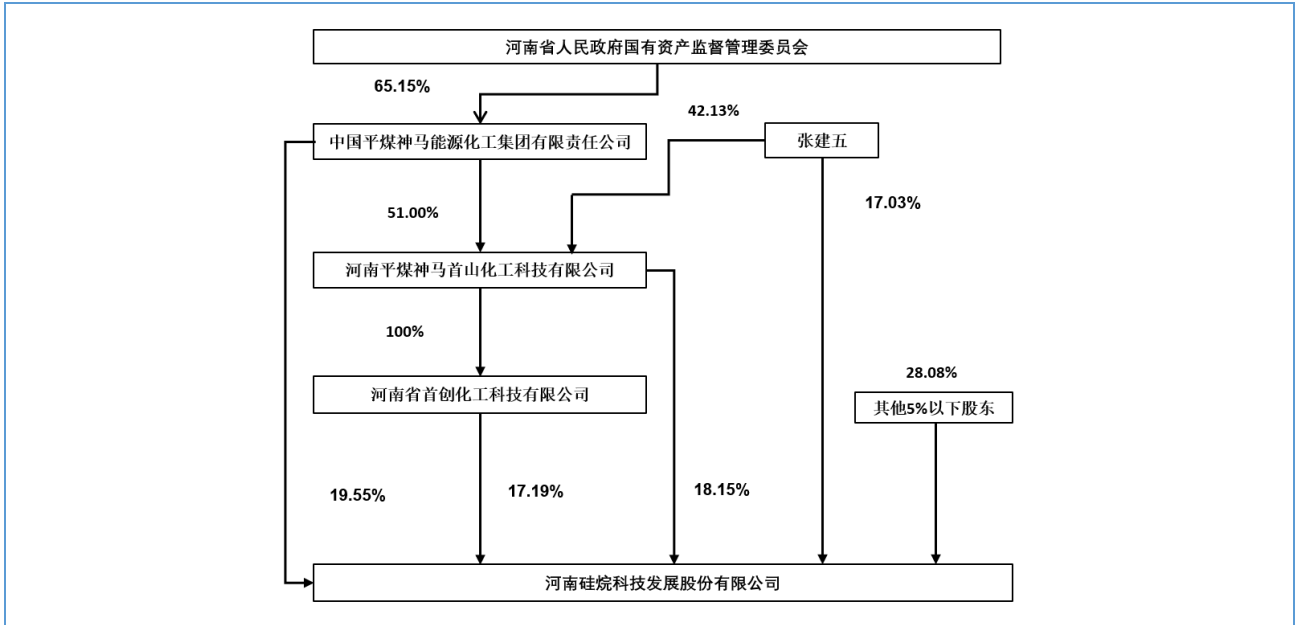 河南省人民政府国有资产监督管理委员会
65.15%
42.13%
中国平煤神马能源化工集团有限责任公司
张建五
51.00%
17.03%
河南平煤神马首山化工科技有限公司
100%
28.08%
河南省首创化工科技有限公司
其他5%以下股东
19.55%
17.19%
18.15%
河南硅烷科技发展股份有限公司